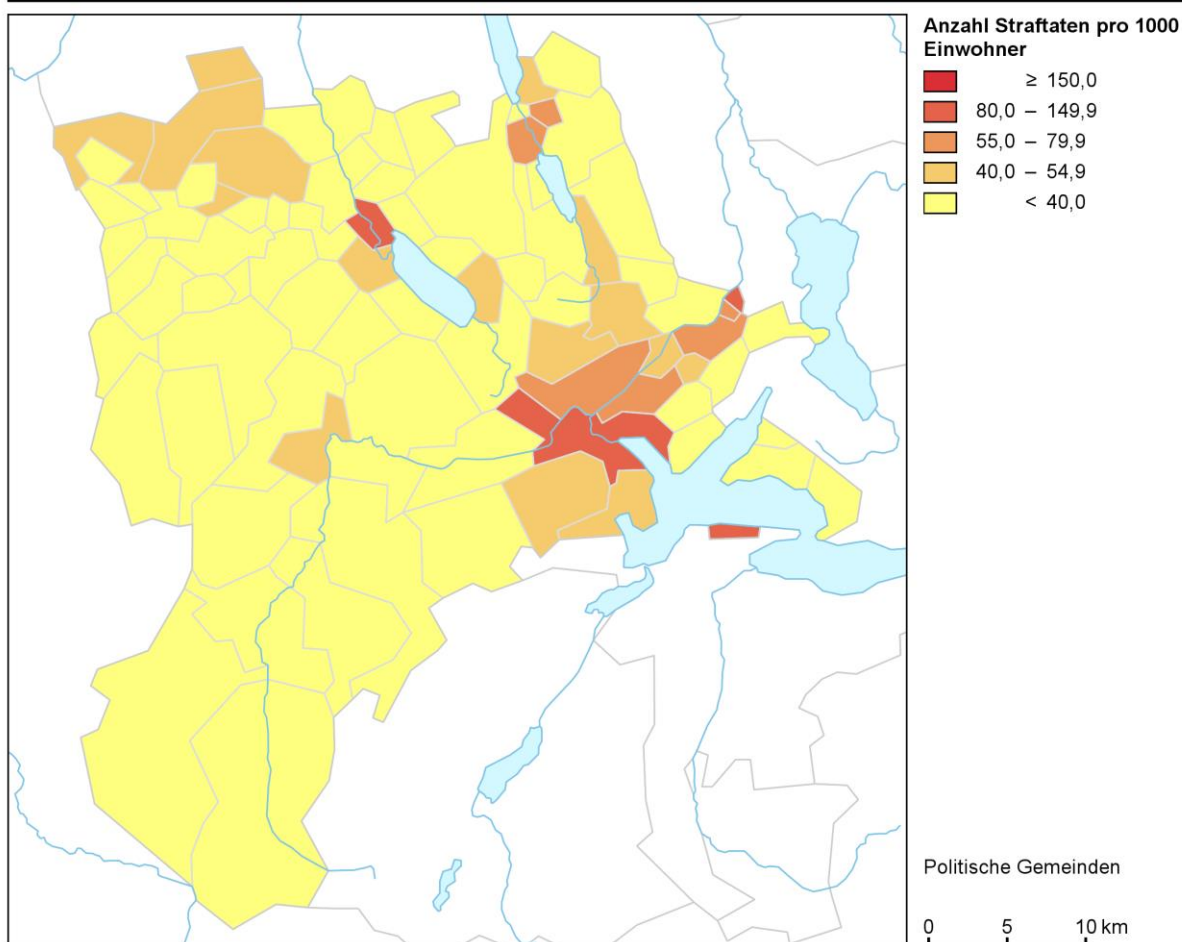 Anzahl Straftaten pro 1000
Einwohner
≥ 150,0
80,0 – 149,9
55,0 – 79,9
40,0 – 54,9
< 40,0
Politische Gemeinden
0 5 10 km